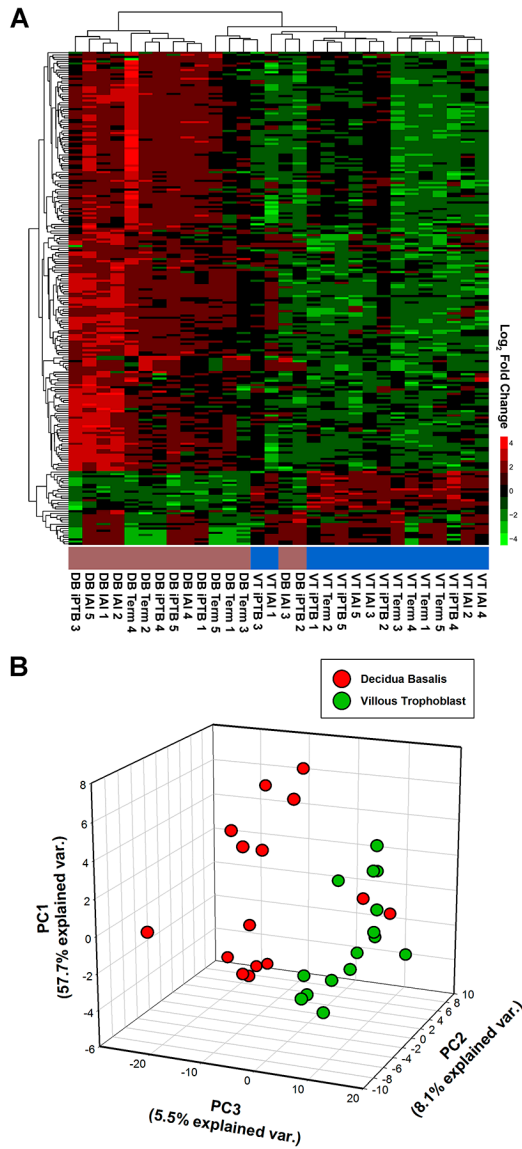 A
Log2 Fold Change
4
2
0
-2
-4
DB iPTB 3
DB IAI 5
DB IAI 1
DB IAI 2
DB Term 4
DB Term 2
DB iPTB 4
DB iPTB 5
DB IAI 4
DB iPTB 1
DB Term 5
DB Term 1
DB Term 3
VT iPTB 3
VT IAI 1
DB IAI 3
DB iPTB 2
VT iPTB 1
VT Term 2
VT iPTB 5
VT IAI 5
VT IAI 3
VT iPTB 2
VT Term 3
VT Term 4
VT Term 1
VT Term 5
VT iPTB 4
VT IAI 2
VT IAI 4
B
Decidua Basalis
Villous Trophoblast
8
6
4
2
0
-2
-4
-6
PC1
(57.7% explained var.)
-20
-10
0
10
20
PC3
(5.5% explained var.)
-10
-8
-6
-4
-2
0
2
4
6
8
10
PC2
(8.1% explained var.)